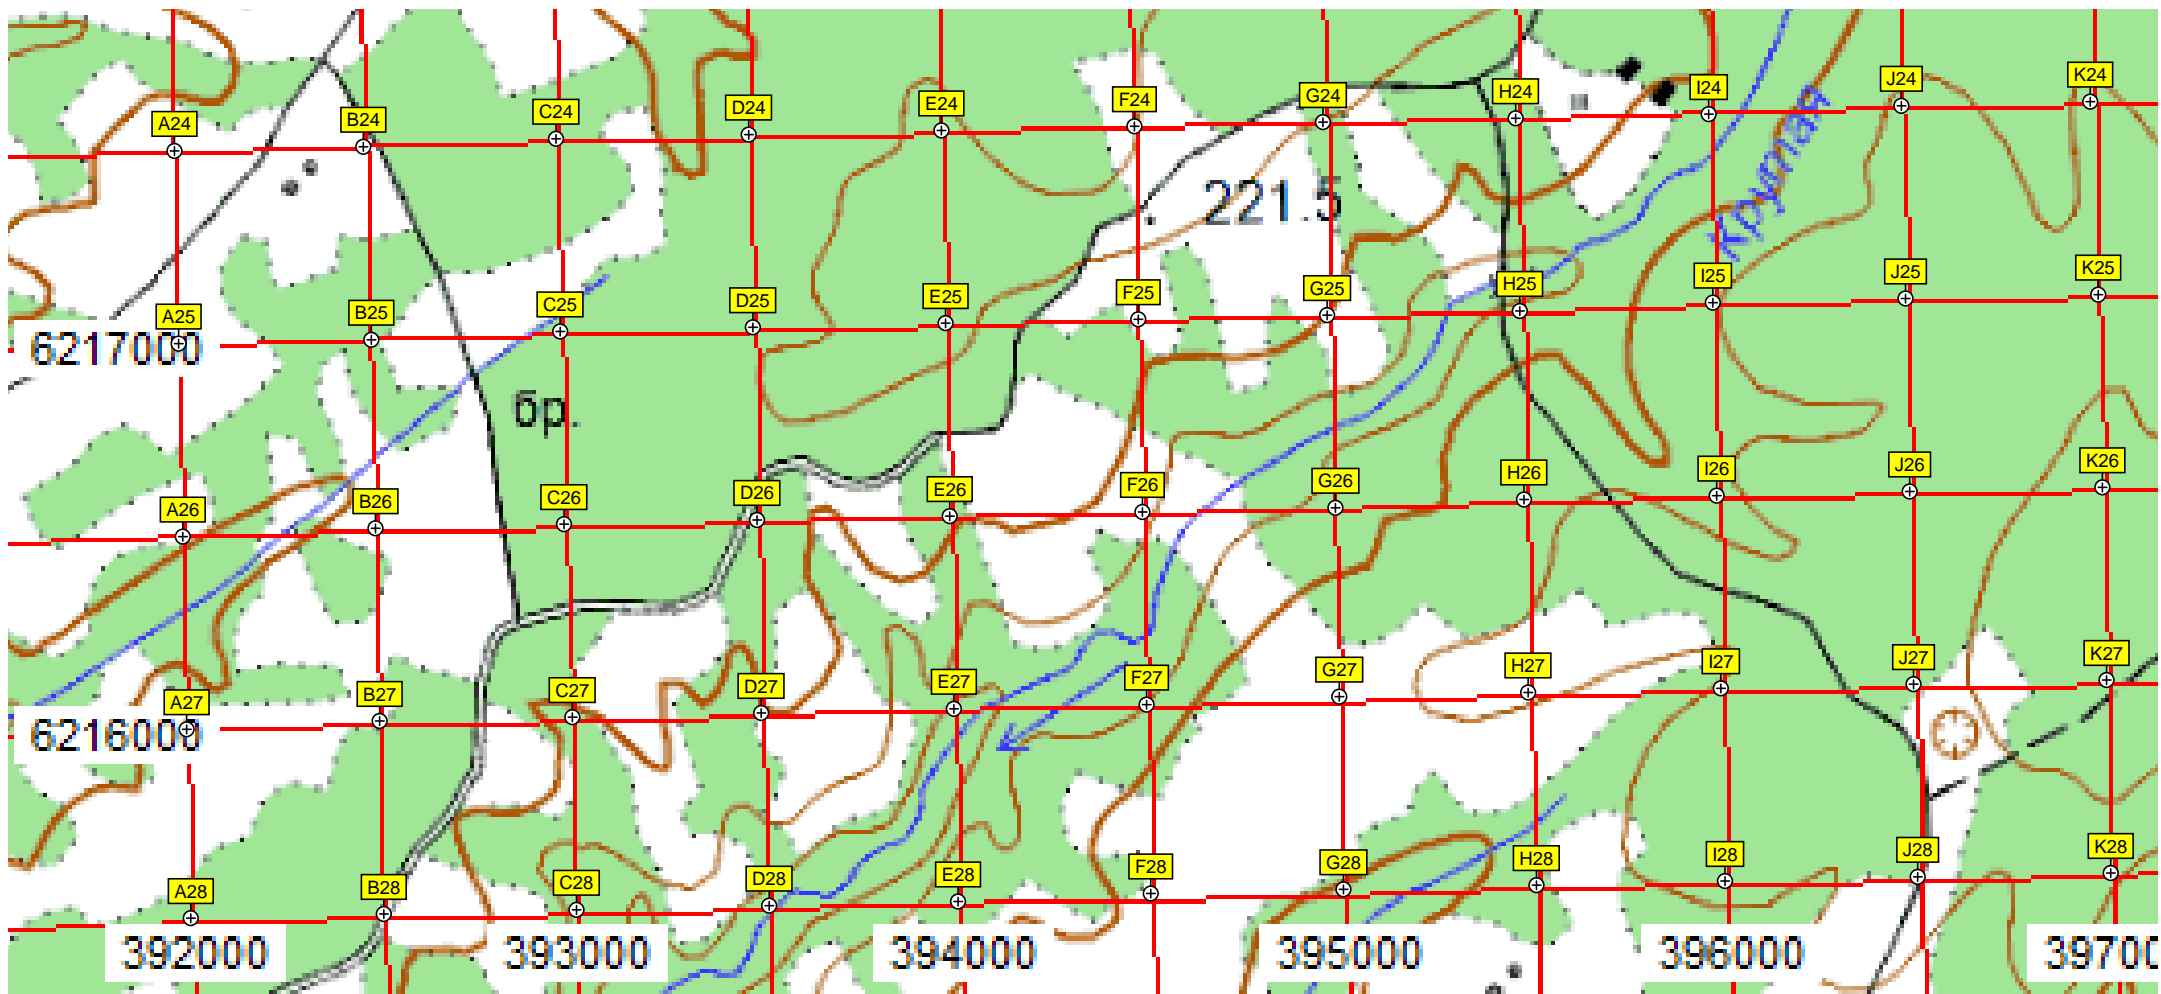 A24 B24 C24 D24 E24 F24 G24 H24 I24 J24 K24
Круглая
221.5
A25 B25 C25 D25 E25 F25 G25 H25 I25 J25 K25
6217000
бр.
A26 B26 C26 D26 E26 F26 G26 H26 I26 J26 K26
A27 B27 C27 D27 E27 F27 G27 H27 I27 J27 K27
6216000
A28 B28 C28 D28 E28 F28 G28 H28 I28 J28 K28
392000 393000 394000 395000 396000 39700